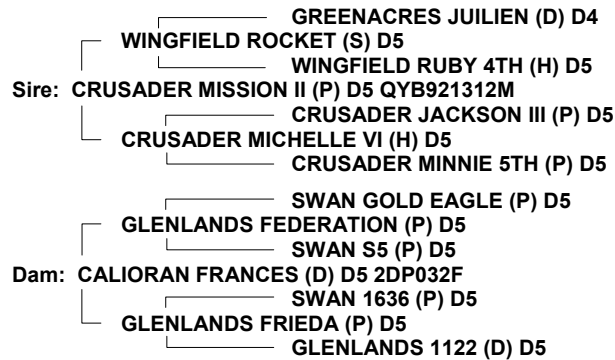 GREENACRES JUILIEN (D) D4
WINGFIELD ROCKET (S) D5
WINGFIELD RUBY 4TH (H) D5
Sire: CRUSADER MISSION II (P) D5 QYB921312M
CRUSADER JACKSON III (P) D5
CRUSADER MICHELLE VI (H) D5
CRUSADER MINNIE 5TH (P) D5
SWAN GOLD EAGLE (P) D5
GLENLANDS FEDERATION (P) D5
SWAN S5 (P) D5
Dam: CALIORAN FRANCES (D) D5 2DP032F
SWAN 1636 (P) D5
GLENLANDS FRIEDA (P) D5
GLENLANDS 1122 (D) D5